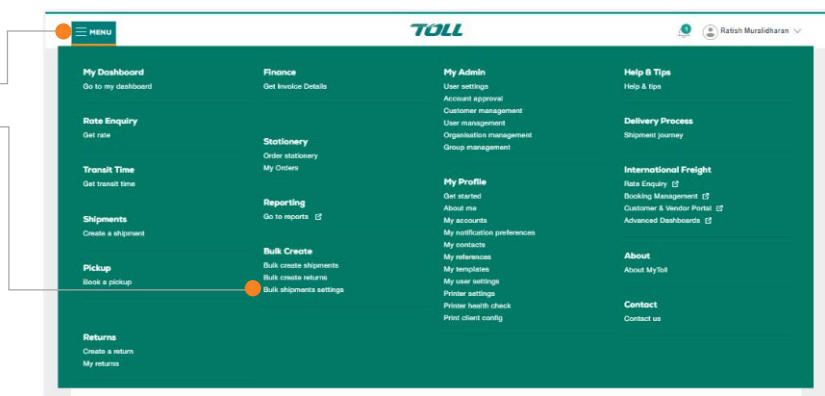 MENU
TOLL
1
Ratish Muralidharan
My Dashboard
Go to my dashboard
Rate Enquiry
Get rate
Transit Time
Get transit time
Shipments
Create a shipment
Pickup
Book a pickup
Returns
Create a return
My returns
Finance
Get Invoice Details
Stationery
Order stationery
My Orders
Reporting
Go to reports
Bulk Create
Bulk create shipments
Bulk create returns
Bulk shipments settings
My Admin
User settings
Account approval
Customer management
User management
Organisation management
Group management
My Profile
Get started
About me
My accounts
My notification preferences
My contacts
My references
My templates
My user settings
Printer settings
Printer health check
Print client config
Help & Tips
Help & tips
Delivery Process
Shipment journey
International Freight
Rate Enquiry
Booking Management
Customer & Vendor Portal
Advanced Dashboards
About
About MyToll
Contact
Contact us